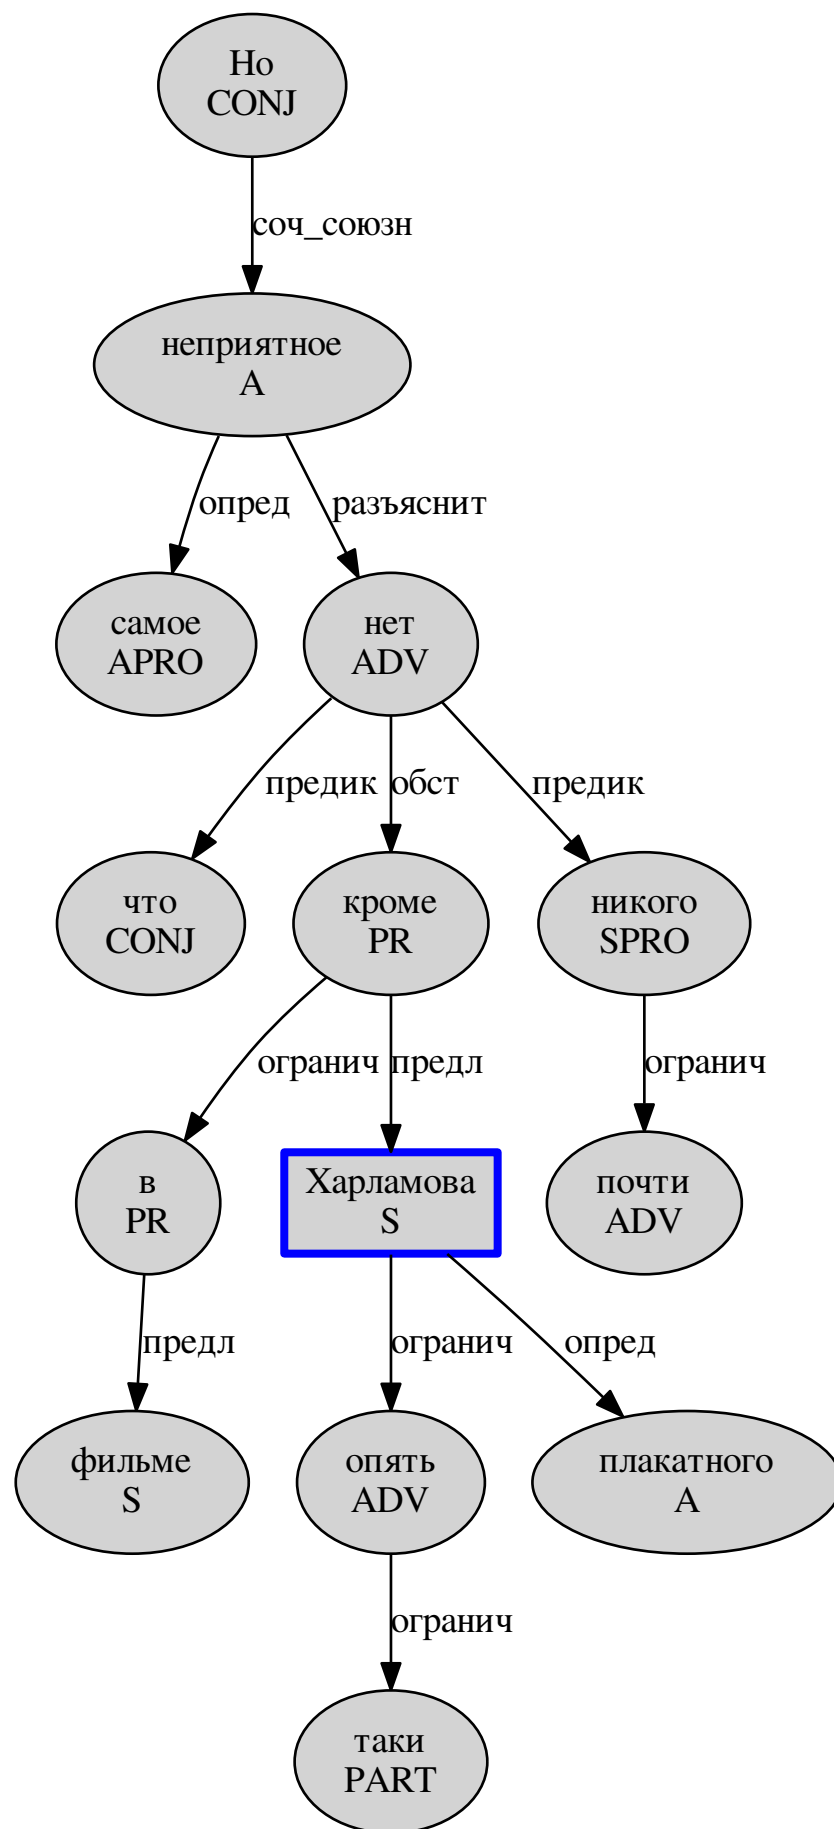 Но
CONJ
соч_союзн
неприятное
A
опред
разъяснит
самое
APRO
нет
ADV
предик
обст
предик
что
CONJ
кроме
PR
никого
SPRO
огранич
предл
огранич
в
PR
Харламова
S
почти
ADV
предл
огранич
опред
фильме
S
опять
ADV
плакатного
A
огранич
таки
PART